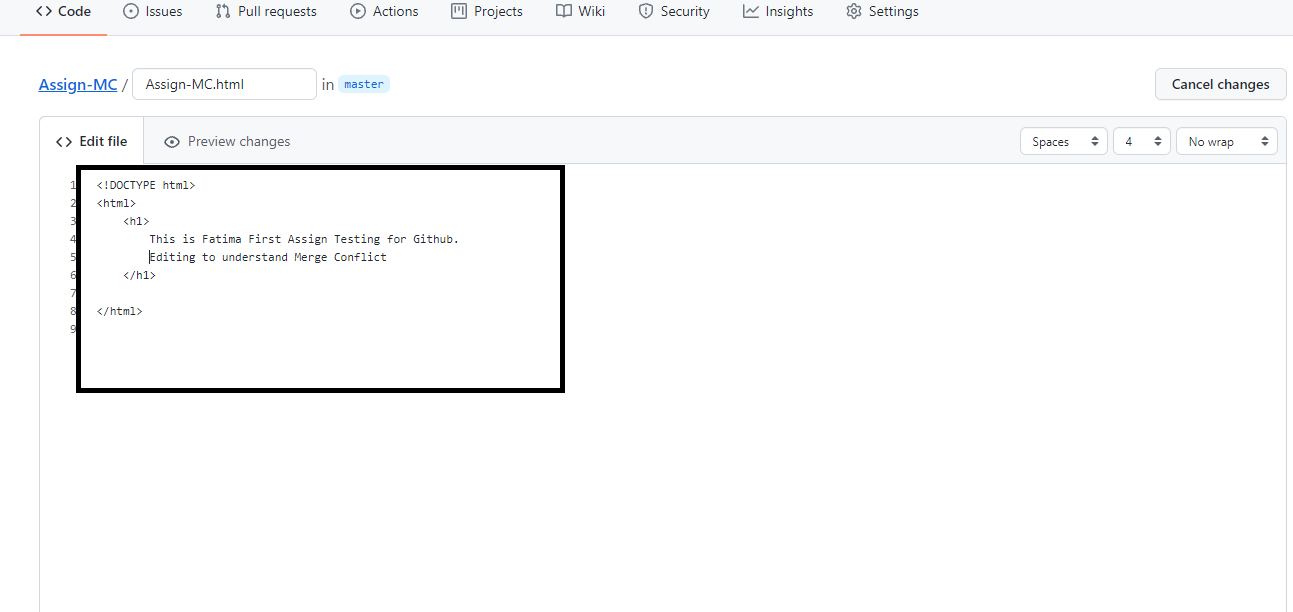 Code Issues Pull requests Actions Projects Wiki Security Insights Settings
Assign-MC / Assign-MC.html in master Cancel changes
<> Edit file Preview changes Spaces 4 No wrap
1 <!DOCTYPE html>
2 <html>
3 <h1>
4 This is Fatima First Assign Testing for Github.
5 Editing to understand Merge Conflict
6 </h1>
7
8 </html>
9